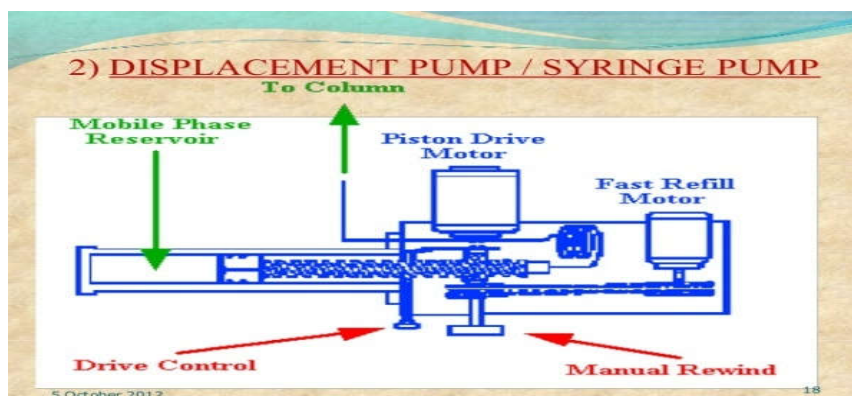 2) DISPLACEMENT PUMP / SYRINGE PUMP
To Column
Mobile Phase
Reservoir
Piston Drive
Motor
Fast Refill
Motor
Drive Control
Manual Rewind
5 October 2012
18